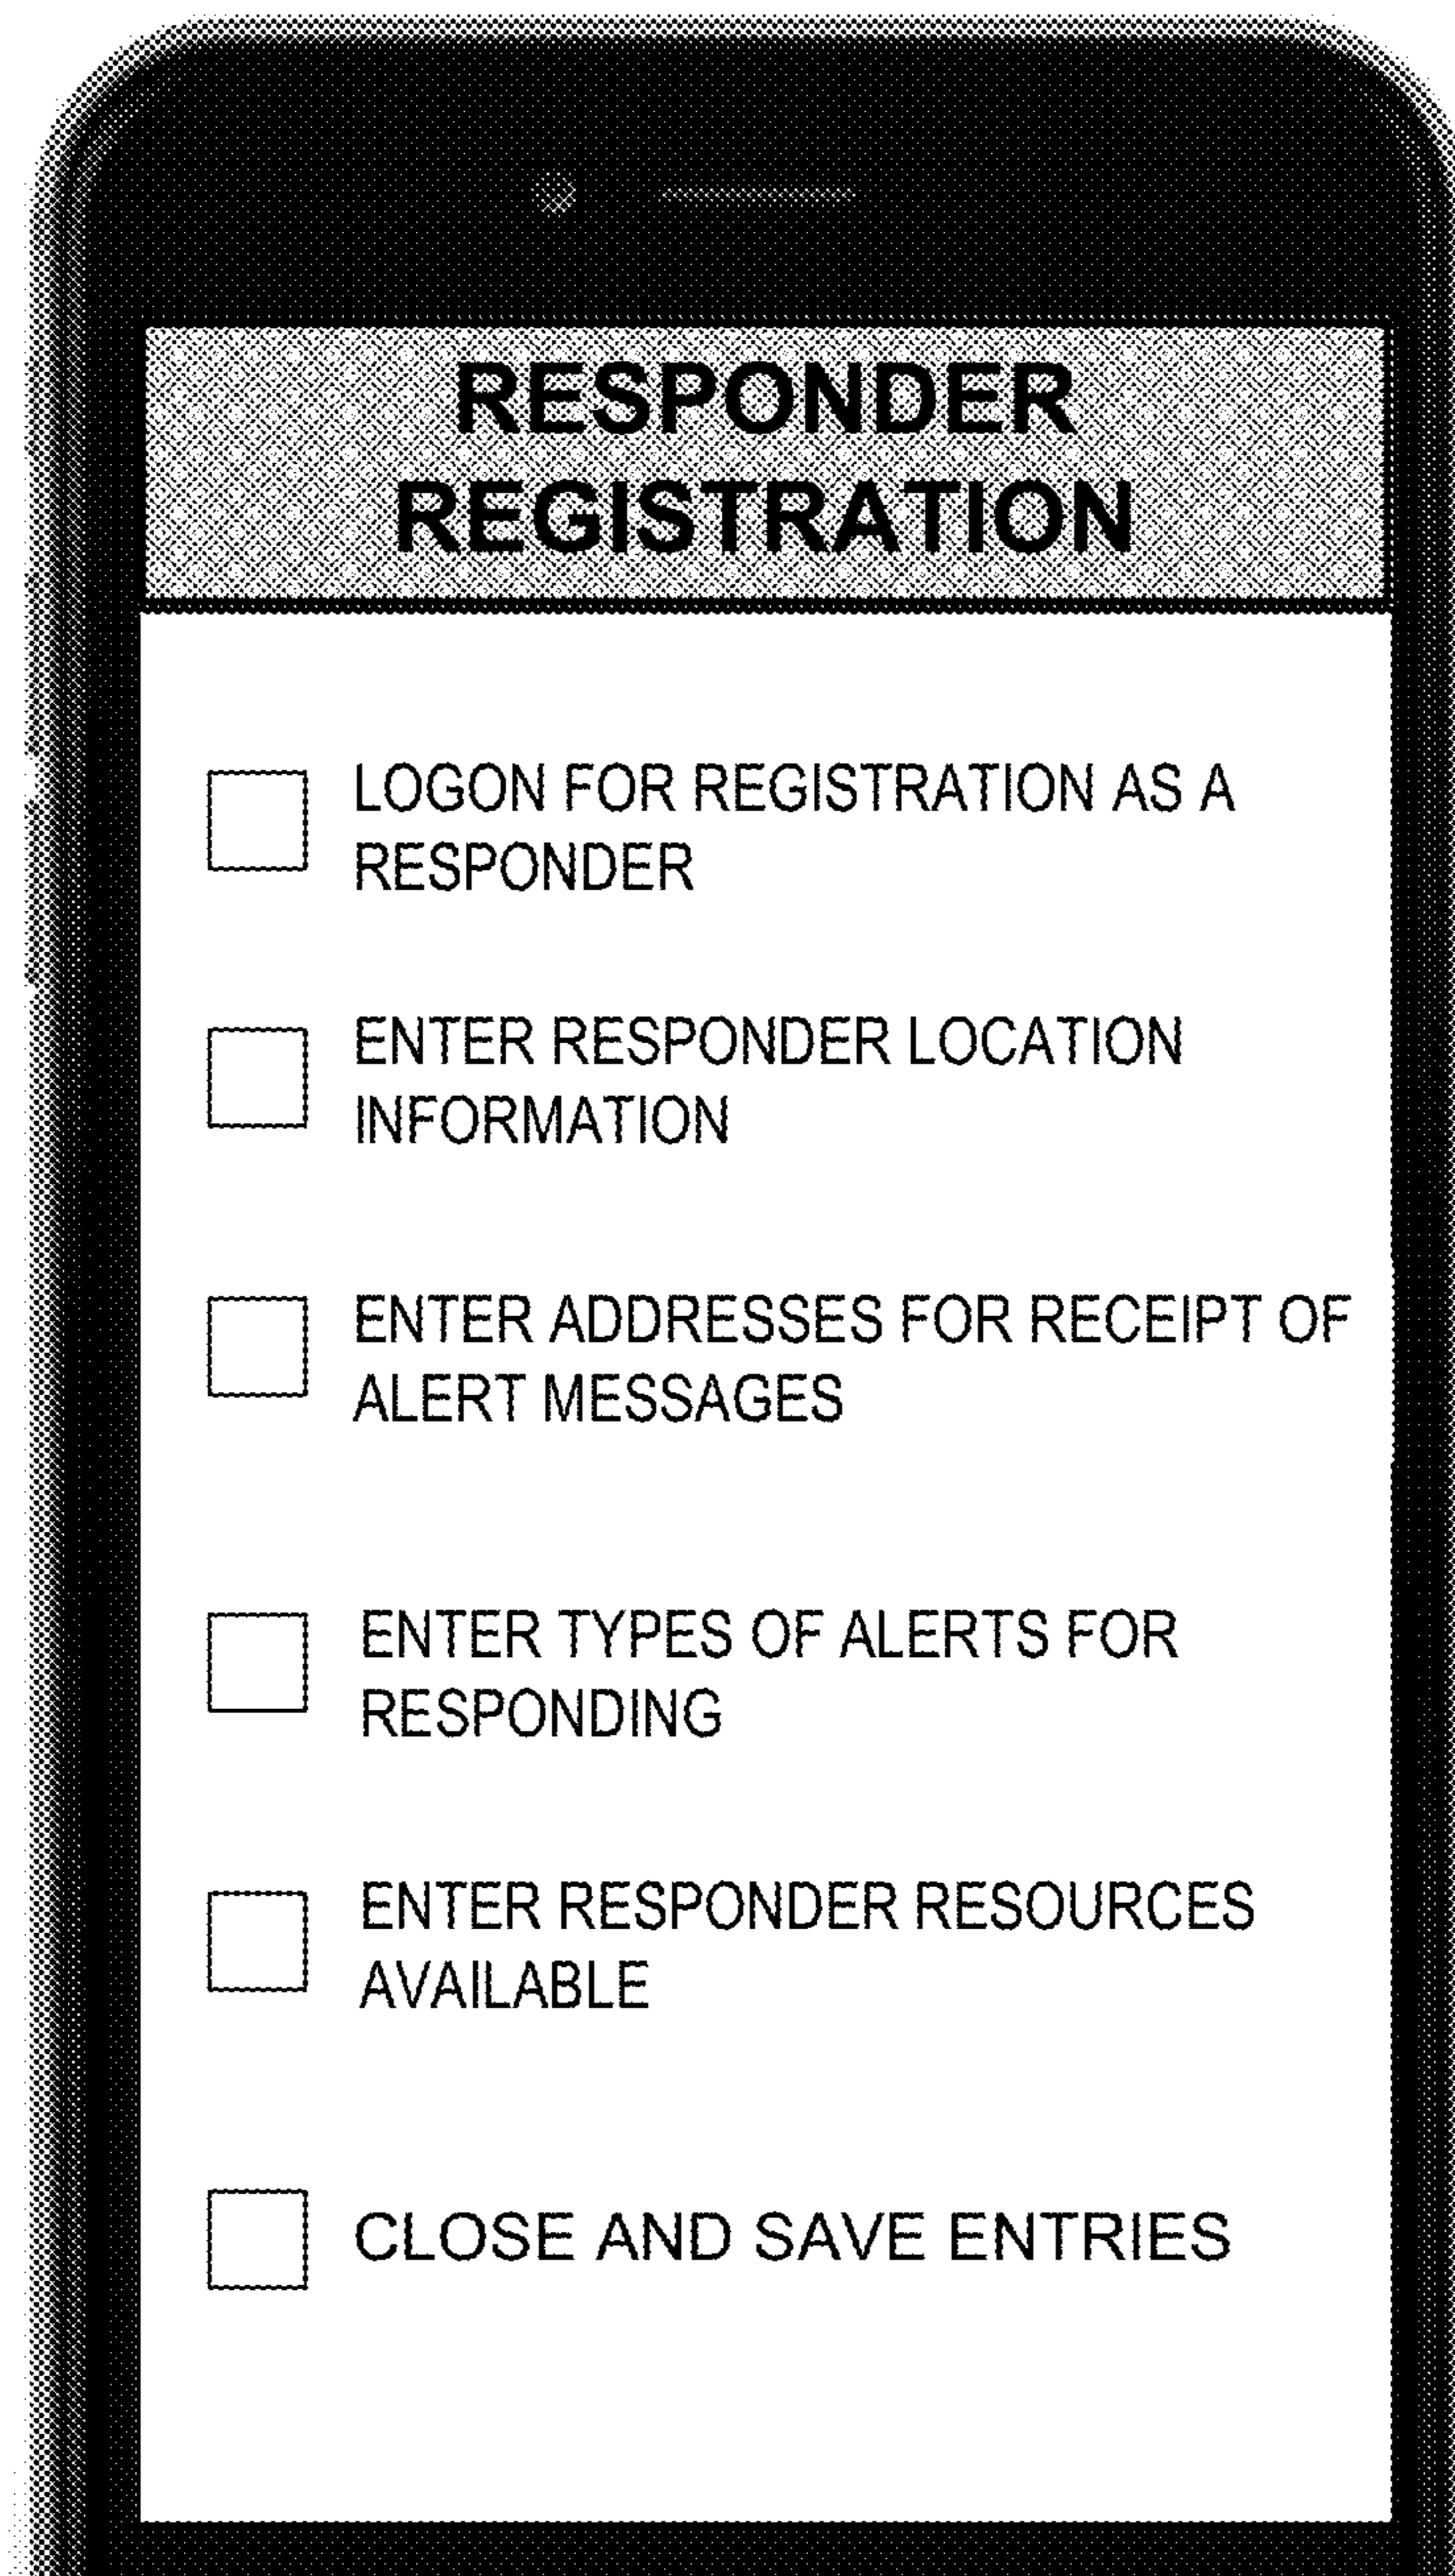 RESPONDER
REGISTRATION
LOGON FOR REGISTRATION AS A
RESPONDER
ENTER RESPONDER LOCATION
INFORMATION
ENTER ADDRESSES FOR RECEIPT OF
ALERT MESSAGES
ENTER TYPES OF ALERTS FOR
RESPONDING
ENTER RESPONDER RESOURCES
AVAILABLE
CLOSE AND SAVE ENTRIES